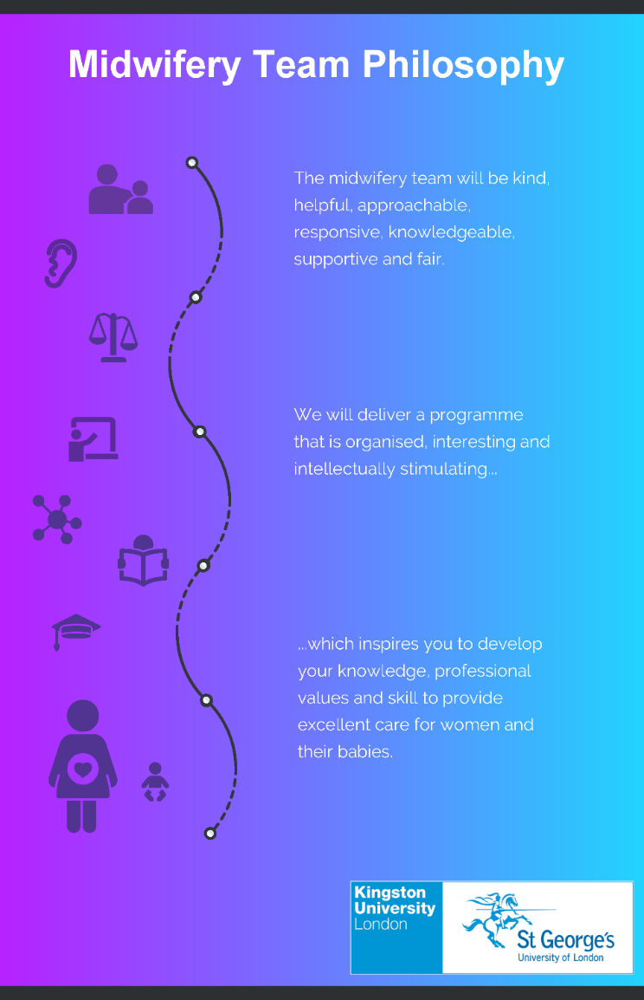 Midwifery Team Philosophy
The midwifery team will be kind,
helpful, approachable,
responsive, knowledgeable,
supportive and fair.
We will deliver a programme
that is organised, interesting and
intellectually stimulating...
...which inspires you to develop
your knowledge, professional
values and skill to provide
excellent care for women and
their babies.
Kingston
University
London
St George's
University of London